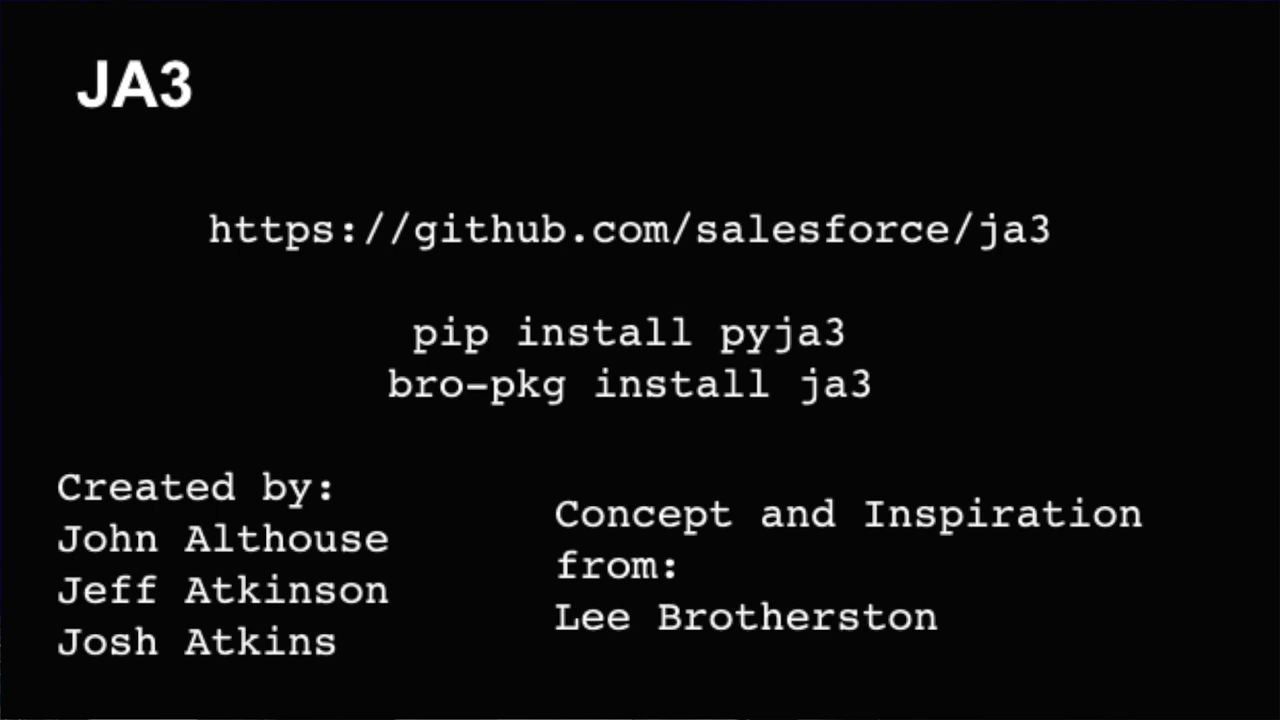 JA3
https://github.com/salesforce/ja3
pip install pyja3
bro-pkg install ja3
Created by:
John Althouse
Jeff Atkinson
Josh Atkins
Concept and Inspiration
from:
Lee Brotherston